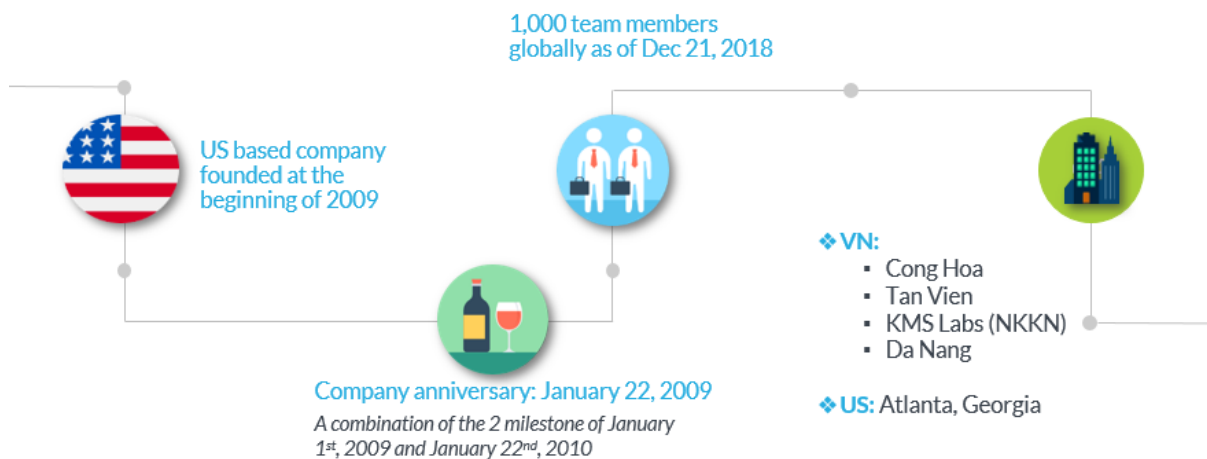 1,000 team members
globally as of Dec 21, 2018
US based company
founded at the
beginning of 2009
Company anniversary: January 22, 2009
A combination of the 2 milestone of January
1st, 2009 and January 22nd, 2010
❖ VN:
▪ Cong Hoa
▪ Tan Vien
▪ KMS Labs (NKKN)
▪ Da Nang
❖ US: Atlanta, Georgia